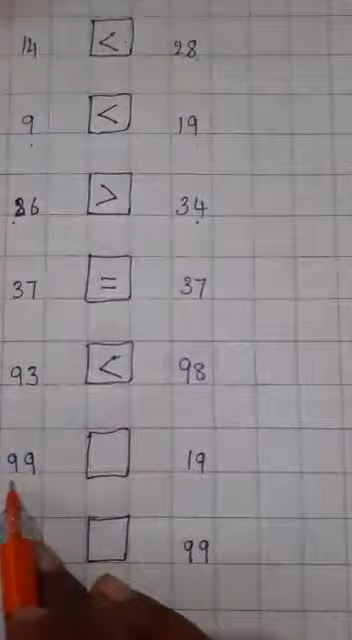 14 < 28
9 < 19
86 > 34
37 = 37
93 < 98
99 19
99